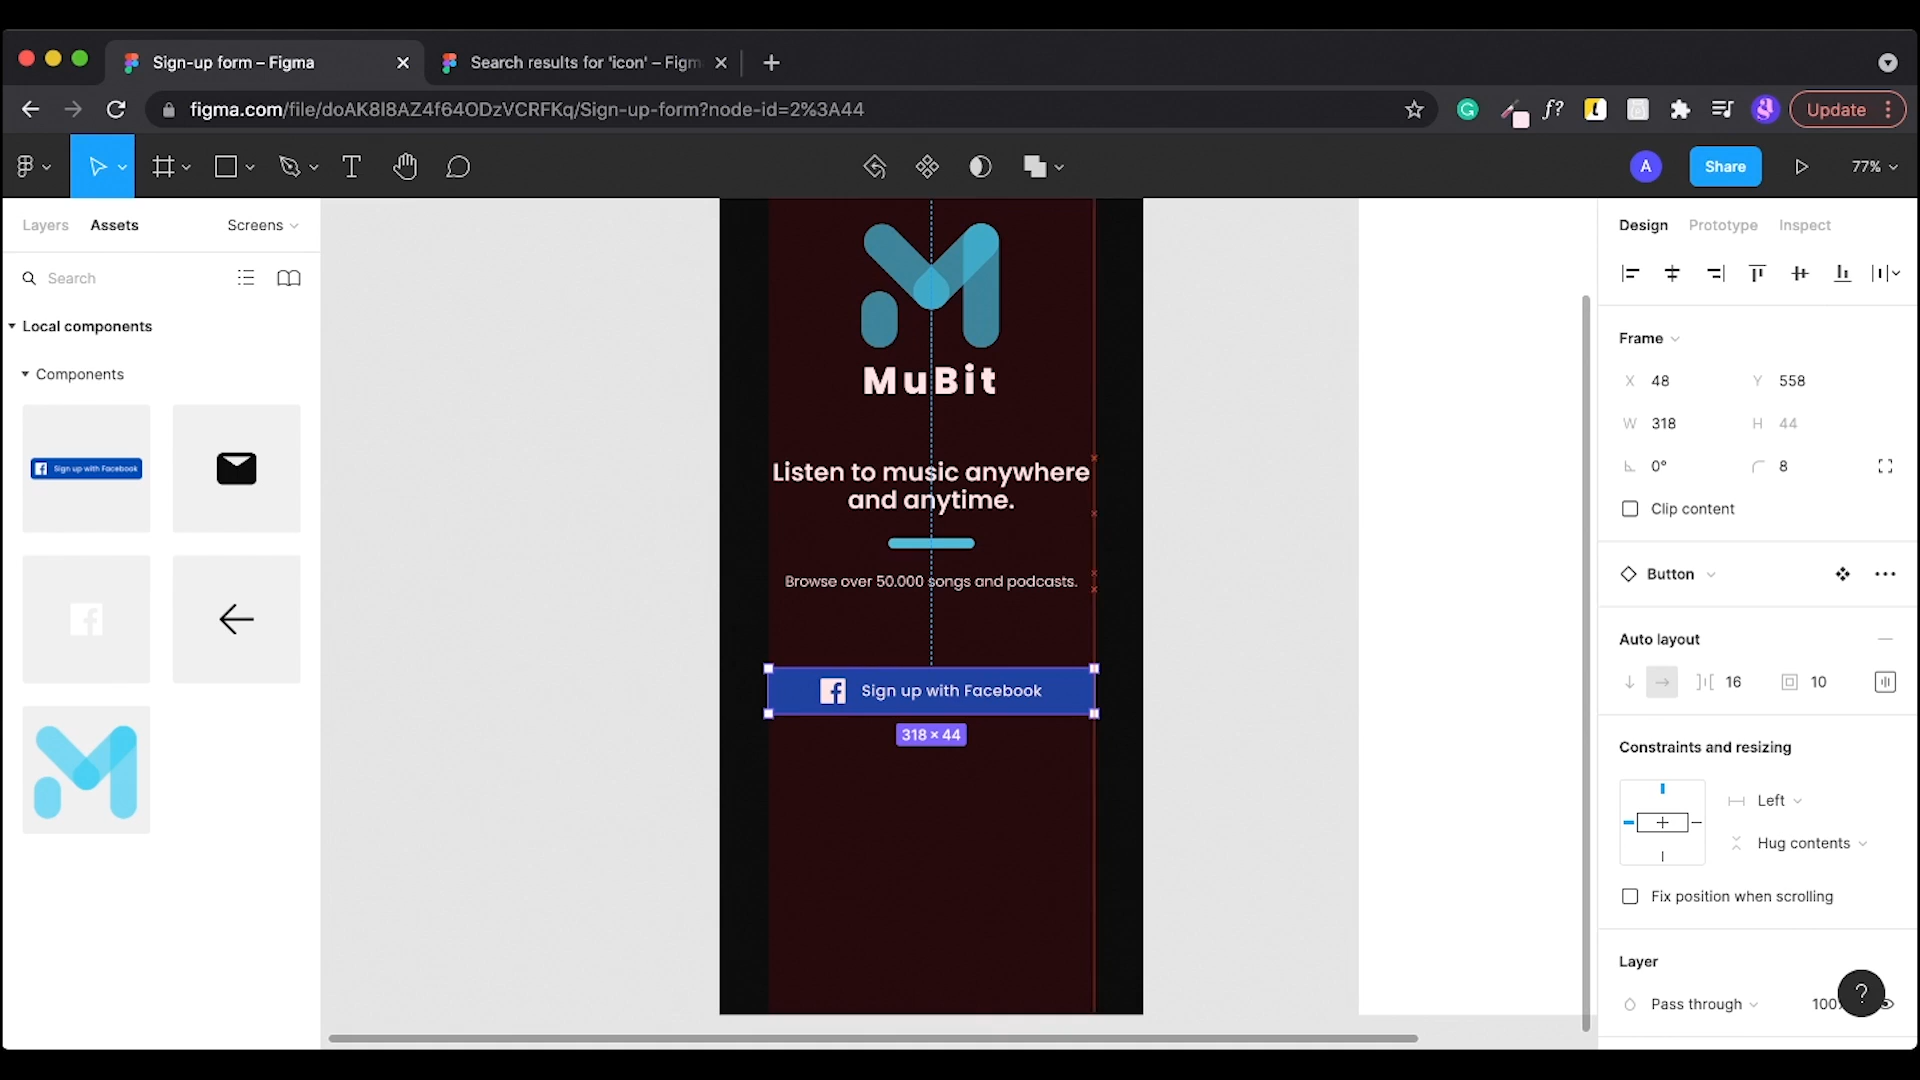 Sign-up form – Figma
Search results for 'icon' – Figm
figma.com/file/doAK8I8AZ4f64ODzVCRFKq/Sign-up-form?node-id=2%3A44
f?
Update
A
Share
77%
Layers
Assets
Screens
Search
Local components
Components
Sign up with Facebook
MuBit
Listen to music anywhere
and anytime.
Browse over 50.000 songs and podcasts.
Sign up with Facebook
318 × 44
Design
Prototype
Inspect
Frame
X 48
Y 558
W 318
H 44
0°
8
Clip content
Button
Auto layout
16
10
Constraints and resizing
Left
Hug contents
Fix position when scrolling
Layer
Pass through
100
?